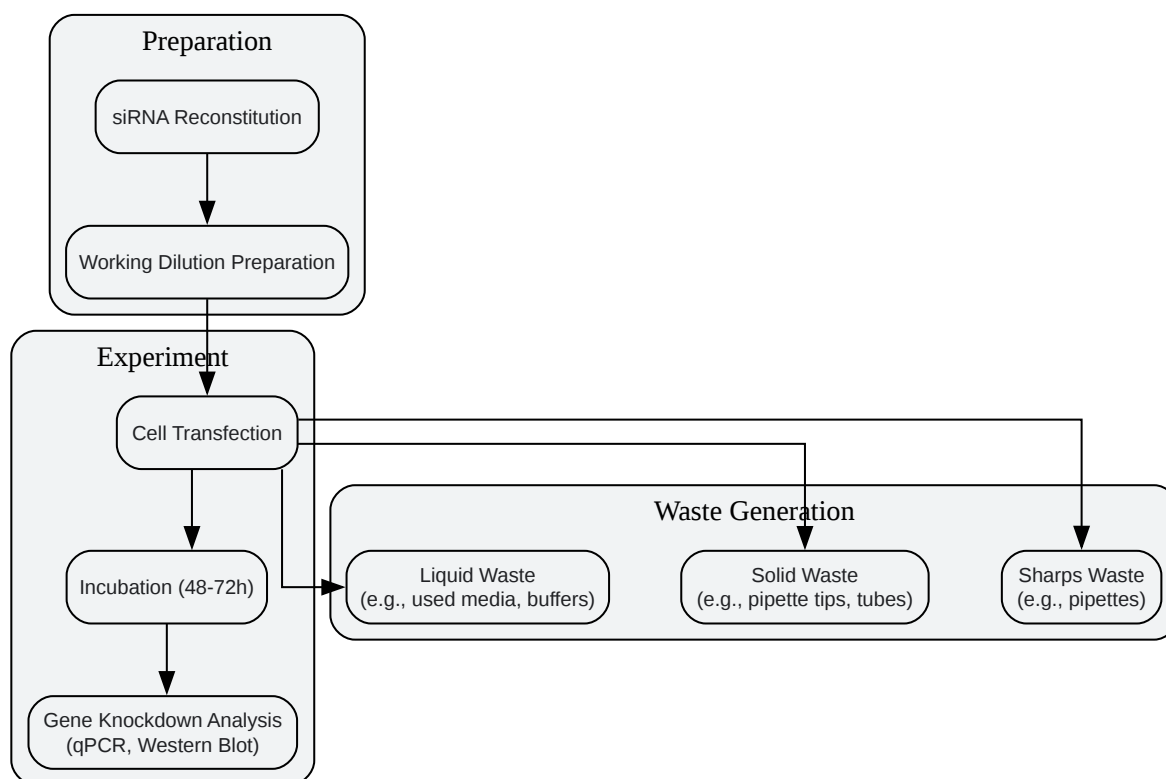 Preparation
siRNA Reconstitution
Working Dilution Preparation
Experiment
Cell Transfection
Waste Generation
Incubation (48-72h)
Liquid Waste
(e.g., used media, buffers)
Solid Waste
(e.g., pipette tips, tubes)
Sharps Waste
(e.g., pipettes)
Gene Knockdown Analysis
(qPCR, Western Blot)